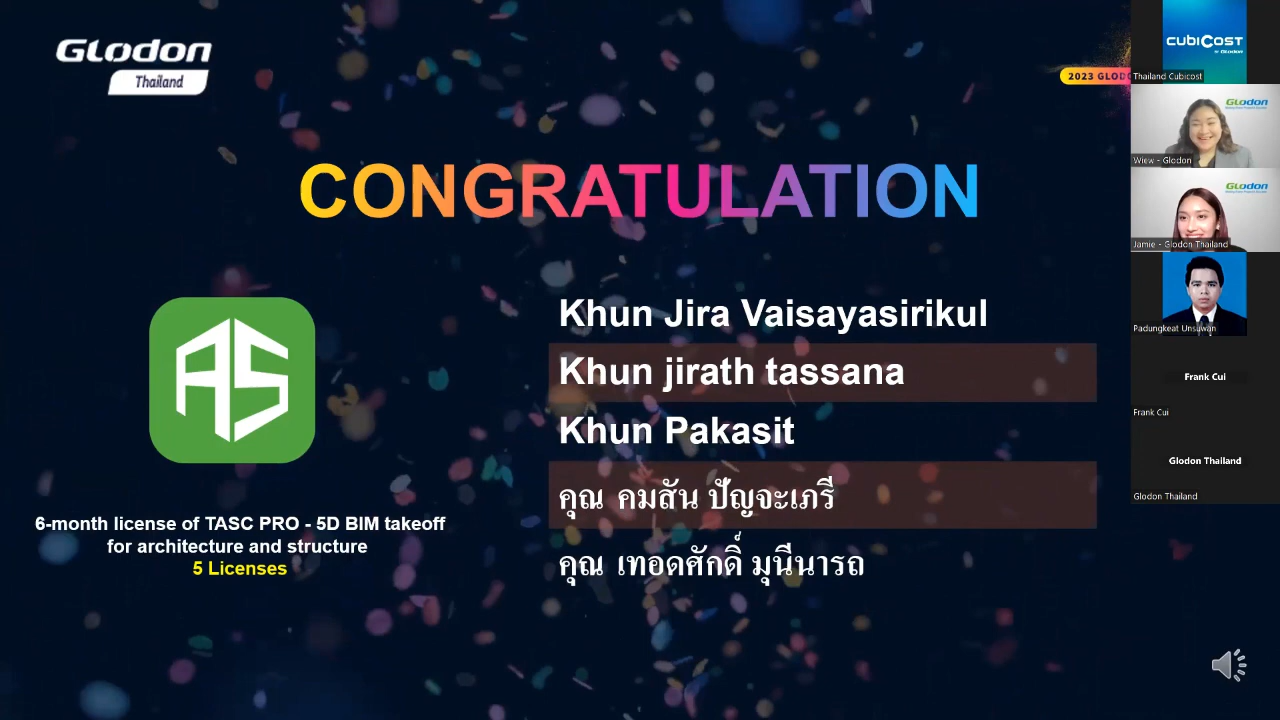 GLODON
Thailand
2023 GLOD
CONGRATULATION
Khun Jira Vaisayasirikul
Khun jirath tassana
Khun Pakasit
คุณ คมสัน ปัญจะเภรี
คุณ เทอดศักดิ์ มุนีนารถ
AS
6-month license of TASC PRO - 5D BIM takeoff
for architecture and structure
5 Licenses
CUBICOST
BY GLODON
Thailand Cubicost
GLODON
Wiew - Glodon
GLODON
Jamie - Glodon Thailand
Padungkeat Unsuwan
Frank Cui
Frank Cui
Glodon Thailand
Glodon Thailand